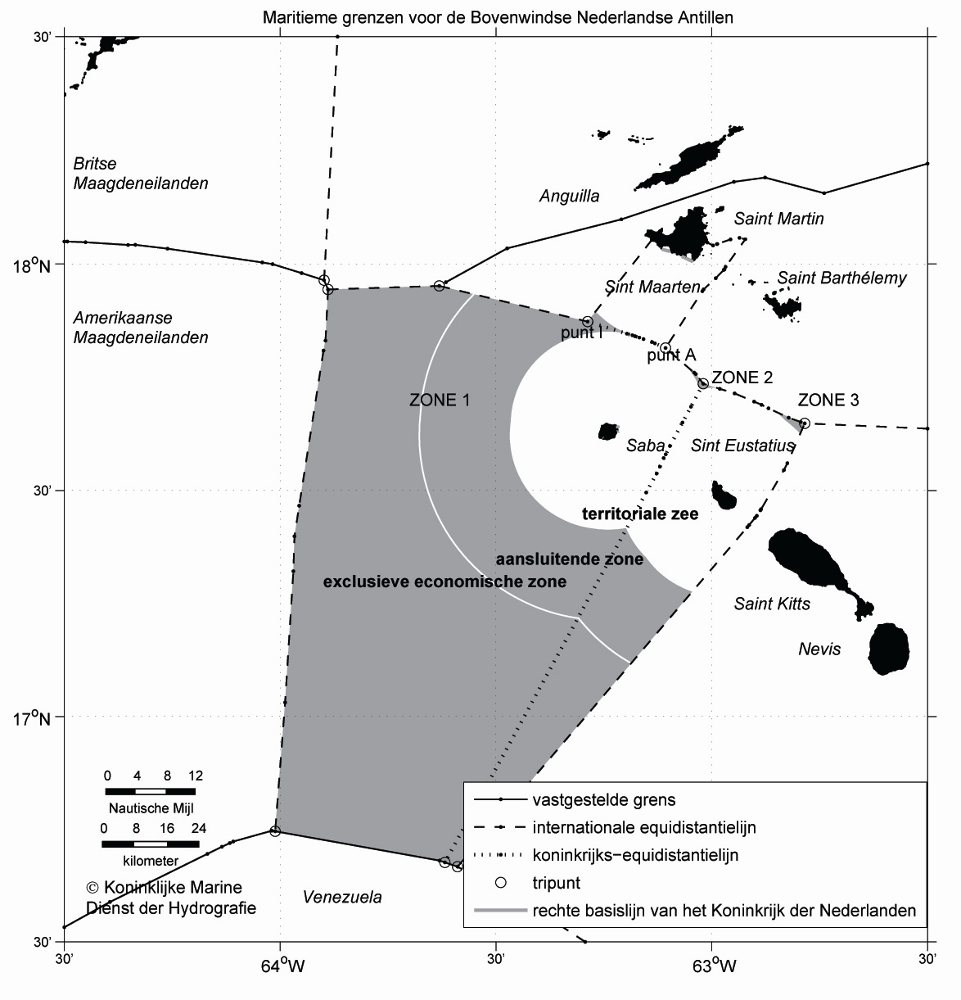 Maritieme grenzen voor de Bovenwindse Nederlandse Antillen
30'
Britse
Maagdeneilanden
Anguilla
Saint Martin
18°N
Sint Maarten
Saint Barthélemy
Amerikaanse
Maagdeneilanden
punt I
punt A
ZONE 2
ZONE 1
ZONE 3
Saba
Sint Eustatius
30'
territoriale zee
aansluitende zone
exclusieve economische zone
Saint Kitts
Nevis
17°N
0 4 8 12
Nautische Mijl
0 8 16 24
kilometer
vastgestelde grens
internationale equidistantielijn
koninkrijks-equidistantielijn
tripunt
rechte basislijn van het Koninkrijk der Nederlanden
© Koninklijke Marine
Dienst der Hydrografie
Venezuela
30'
30'
64°W
30'
63°W
30'